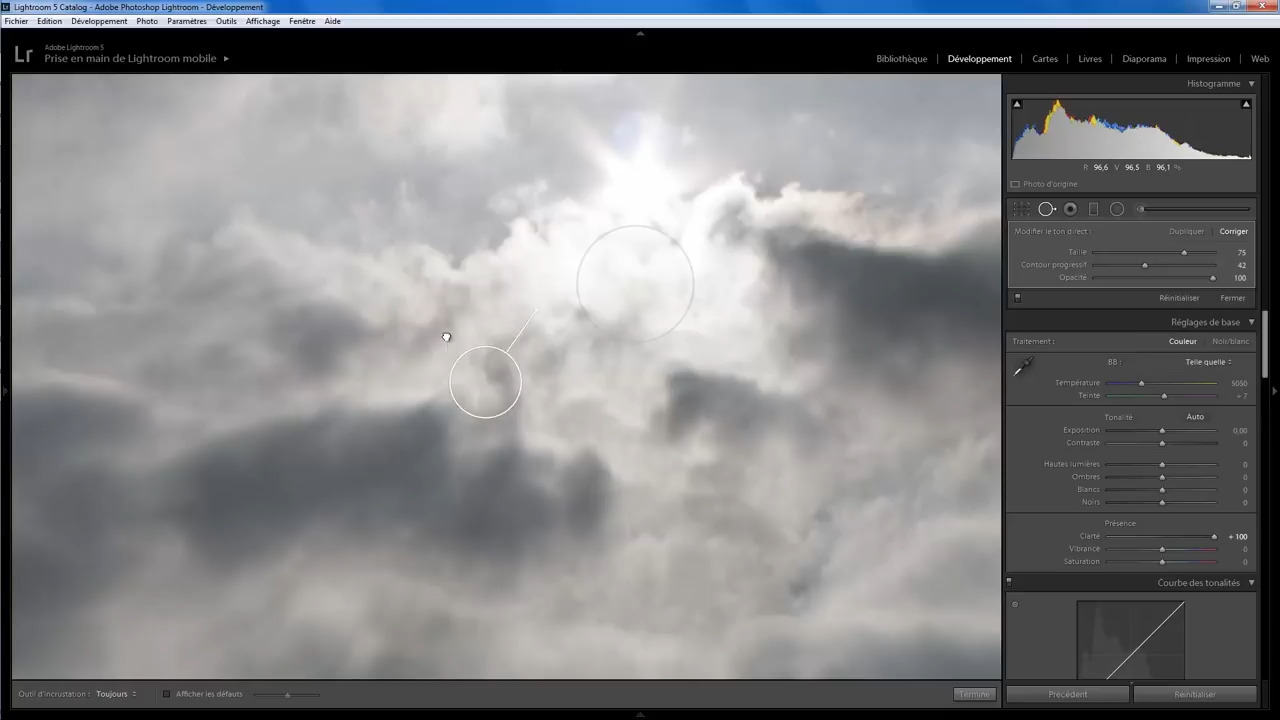 Lightroom 5 Catalog - Adobe Photoshop Lightroom - Développement
Fichier Edition Développement Photo Paramètres Outils Affichage Fenêtre Aide
Lr Adobe Lightroom 5
Prise en main de Lightroom mobile
Bibliothèque | Développement | Cartes | Livres | Diaporama | Impression | Web
Histogramme
R 96,6 V 96,5 B 96,1 %
Photo d'origine
Modifier le ton direct : Dupliquer Corriger
Taille 75
Contour progressif 42
Opacité 100
Réinitialiser Fermer
Réglages de base
Traitement : Couleur Noir/blanc
BB : Telle quelle
Température 5050
Teinte + 7
Tonalité Auto
Exposition 0,00
Contraste 0
Hautes lumières 0
Ombres 0
Blancs 0
Noirs 0
Présence
Clarté + 100
Vibrance 0
Saturation 0
Courbe des tonalités
Outil d'incrustation : Toujours Afficher les défauts Terminé
Précédent Réinitialiser